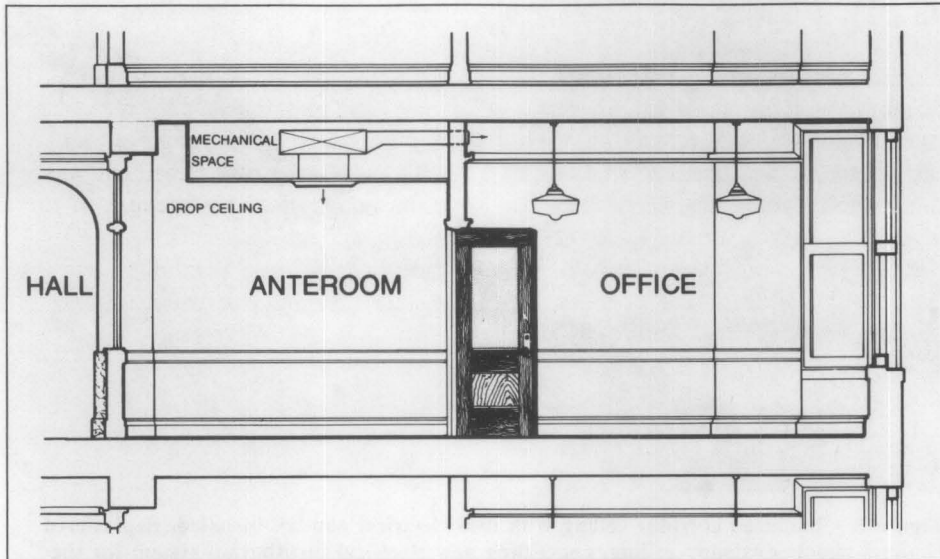 MECHANICAL
SPACE
DROP CEILING
HALL
ANTEROOM
OFFICE